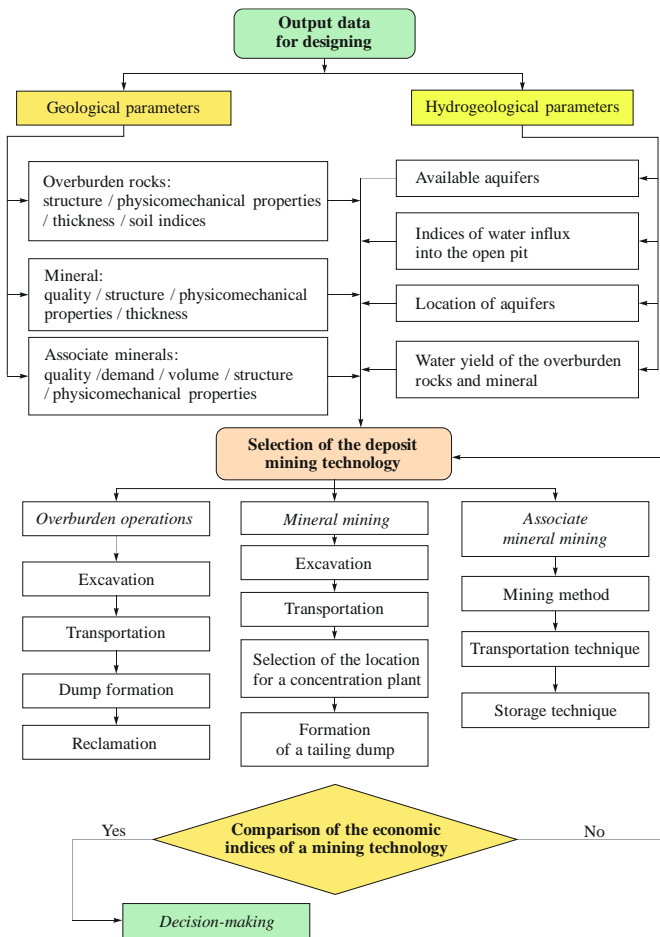 Output data
for designing
Geological parameters
Hydrogeological parameters
Overburden rocks:
structure / physicomechanical properties
/ thickness / soil indices
Mineral:
quality / structure / physicomechanical
properties / thickness
Associate minerals:
quality /demand / volume / structure
/ physicomechanical properties
Available aquifers
Indices of water influx
into the open pit
Location of aquifers
Water yield of the overburden
rocks and mineral
Selection of the deposit
mining technology
Overburden operations
Excavation
Transportation
Dump formation
Reclamation
Mineral mining
Excavation
Transportation
Selection of the location
for a concentration plant
Formation
of a tailing dump
Associate
mineral mining
Mining method
Transportation technique
Storage technique
Yes
Comparison of the economic
indices of a mining technology
No
Decision-making